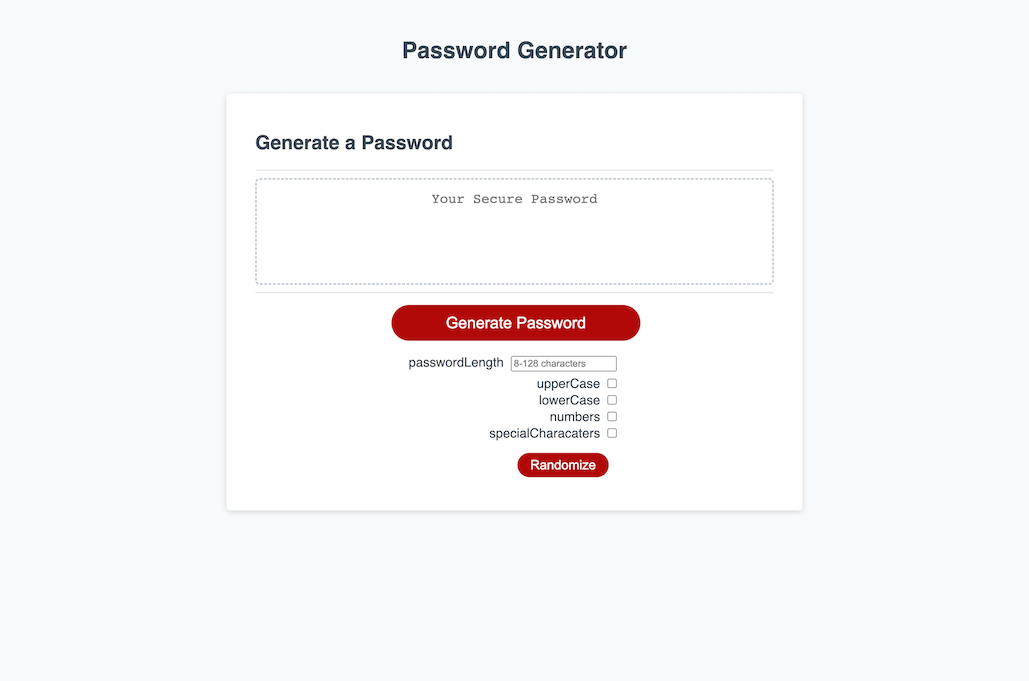 Password Generator
Generate a Password
Your Secure Password
Generate Password
passwordLength 8-128 characters
upperCase
lowerCase
numbers
specialCharacaters
Randomize